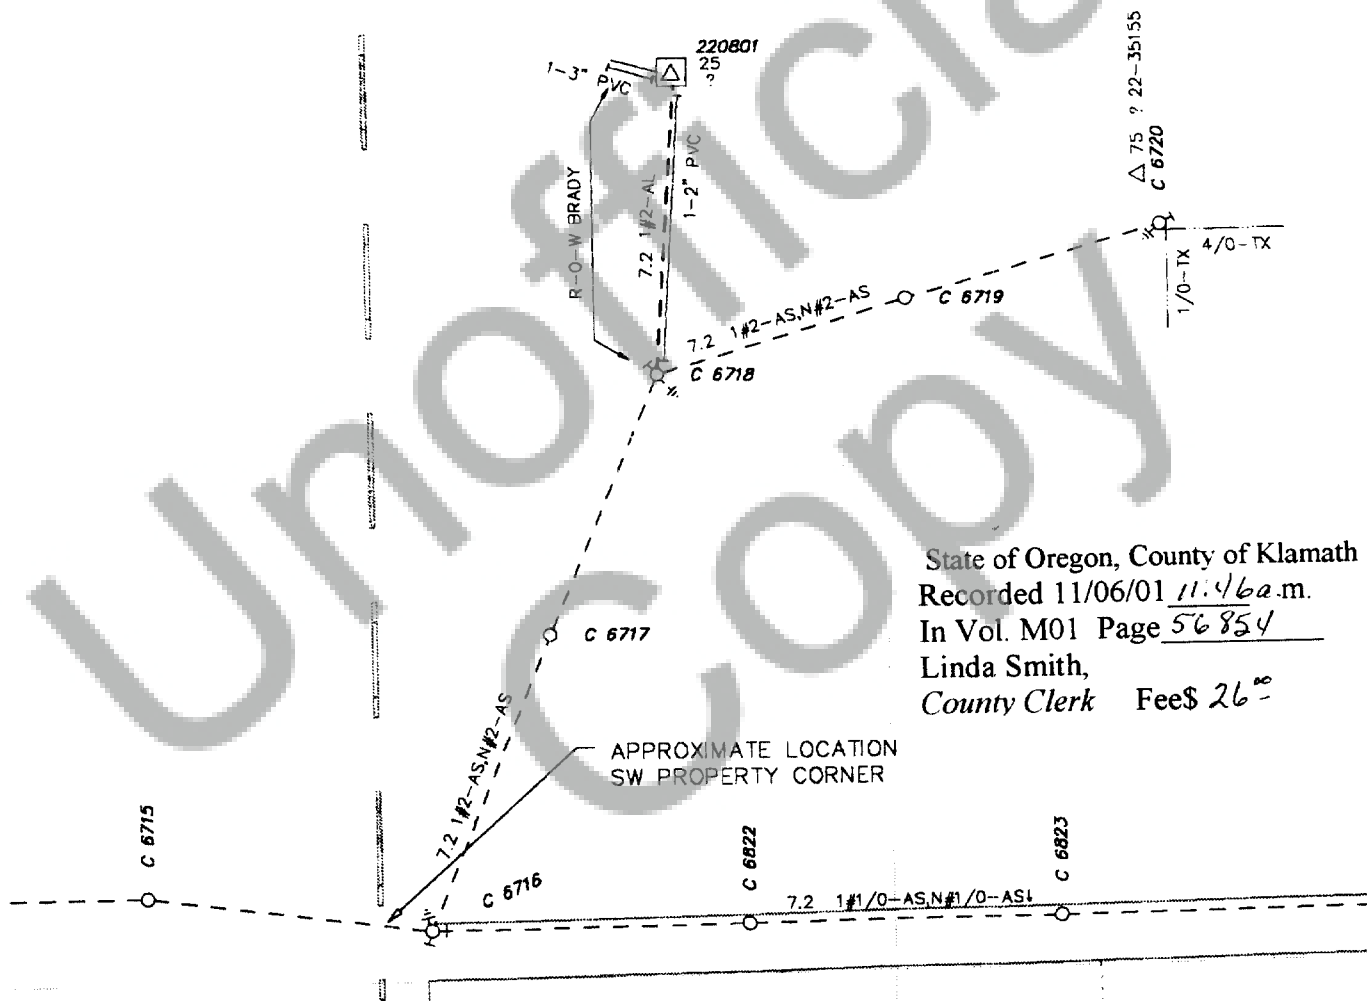 220801
25
?
1-3" PVC
R-O-W BRADY
7.2 1#2-AL
1-2" PVC
△ 75 ? 22-35155
C 6720
4/0-TX
1/0-TX
C 6719
7.2 1#2-AS,N#2-AS
C 6718
Unofficial
Copy
State of Oregon, County of Klamath
Recorded 11/06/01 11:46a.m.
In Vol. M01 Page 56854
Linda Smith,
County Clerk Fee$ 26⁰⁰
C 6717
7.2 1#2-AS,N#2-AS
APPROXIMATE LOCATION
SW PROPERTY CORNER
C 6715
C 6716
C 6822
C 6823
7.2 1#1/0-AS,N#1/0-AS